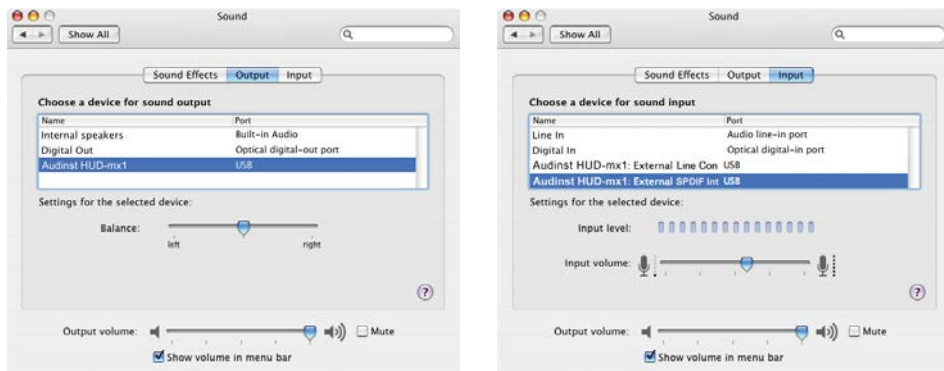 Sound
Show All
Sound Effects Output Input
Choose a device for sound output
Name Port
Internal speakers Built-in Audio
Digital Out Optical digital-out port
Audinst HUD-mx1 USB
Settings for the selected device:
Balance:
left right
?
Output volume: Mute
Show volume in menu bar
Sound
Show All
Sound Effects Output Input
Choose a device for sound input
Name Port
Line In Audio line-in port
Digital In Optical digital-in port
Audinst HUD-mx1: External Line Con USB
Audinst HUD-mx1: External SPDIF Int USB
Settings for the selected device:
Input level:
Input volume:
?
Output volume: Mute
Show volume in menu bar